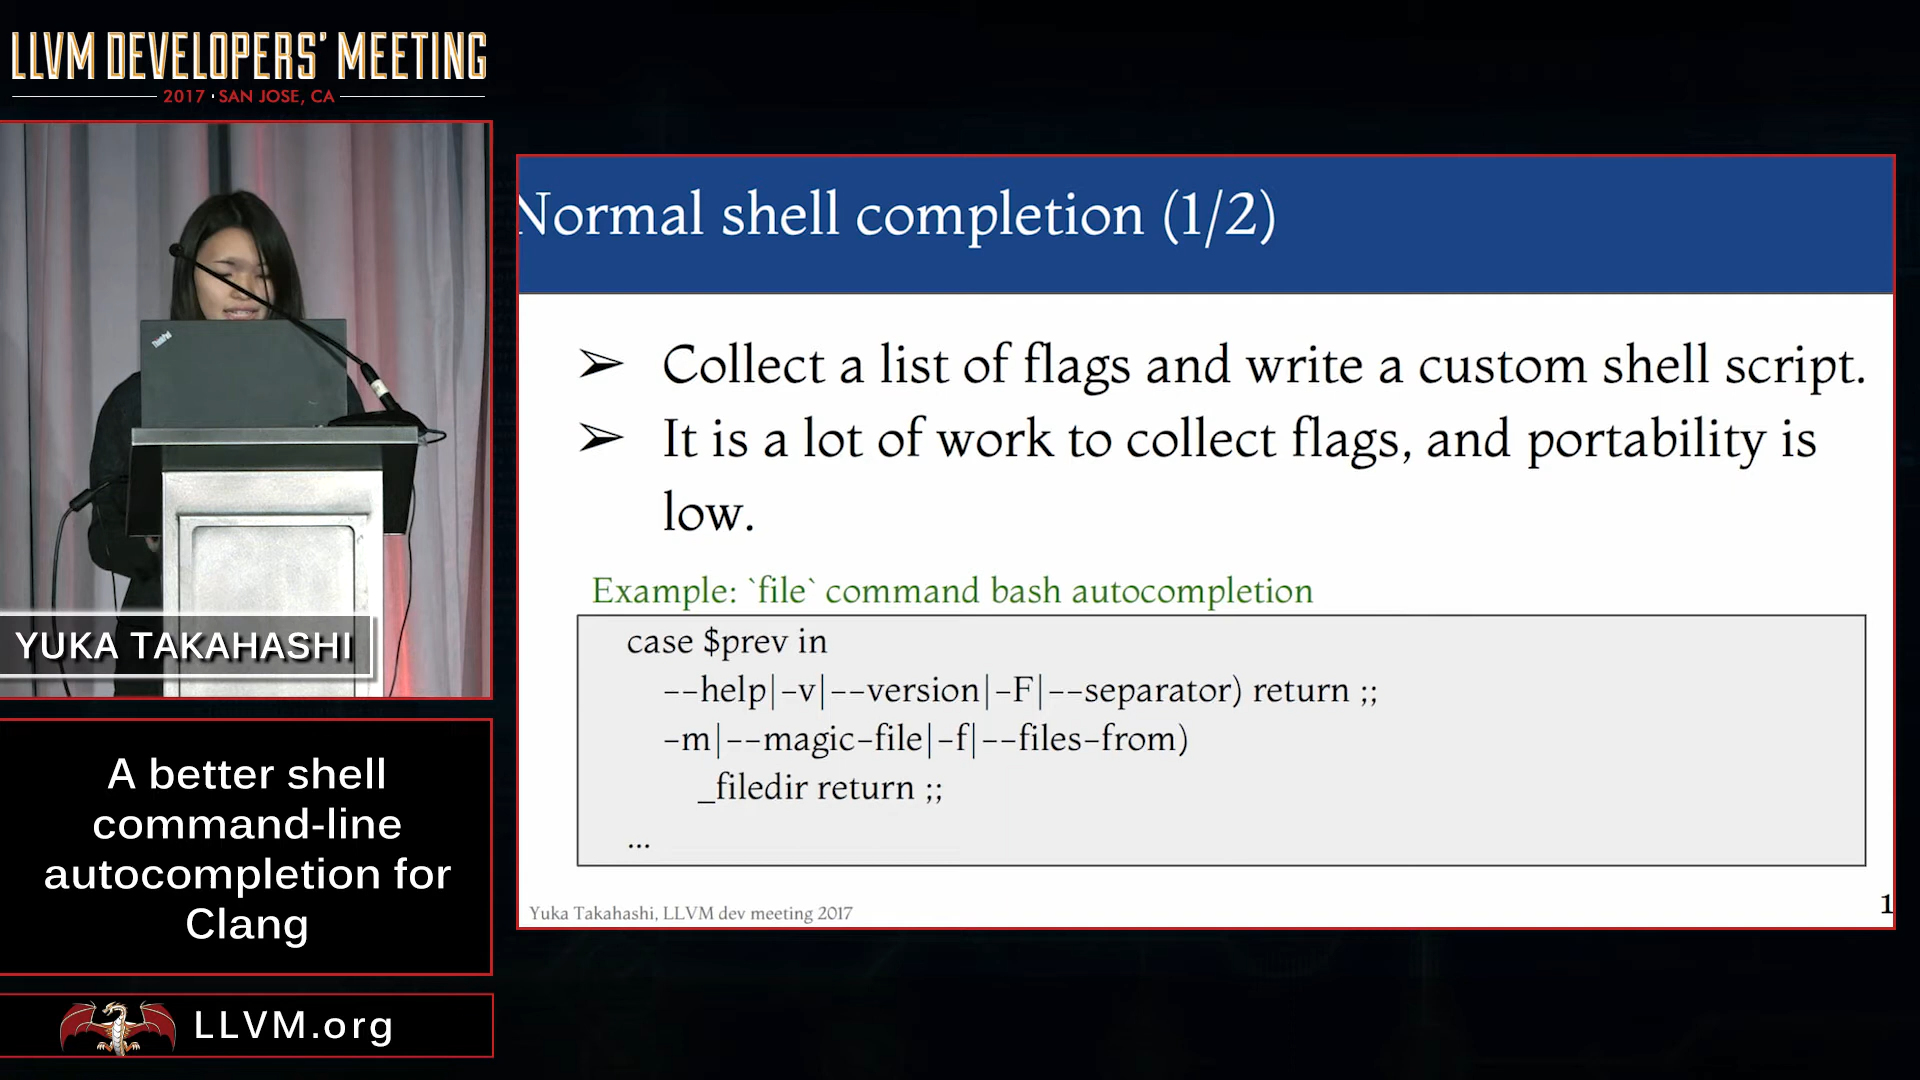 LLVM DEVELOPERS' MEETING
2017 · SAN JOSE, CA
ThinkPad
YUKA TAKAHASHI
A better shell
command-line
autocompletion for
Clang
LLVM.org
Normal shell completion (1/2)
➢ Collect a list of flags and write a custom shell script.
➢ It is a lot of work to collect flags, and portability is
low.
Example: `file` command bash autocompletion
case $prev in
--help|-v|--version|-F|--separator) return ;;
-m|--magic-file|-f|--files-from)
_filedir return ;;
...
Yuka Takahashi, LLVM dev meeting 2017
1